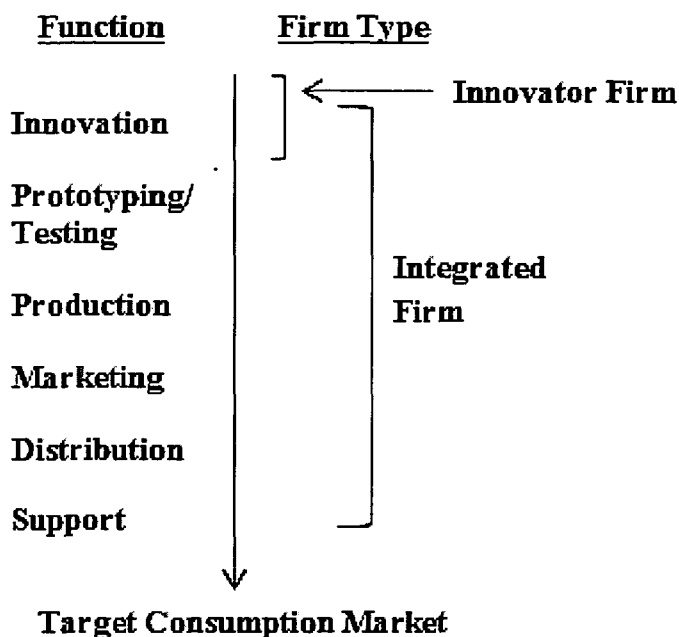 Function Firm Type
Innovator Firm
Innovation
Prototyping/
Testing
Integrated
Firm
Production
Marketing
Distribution
Support
Target Consumption Market